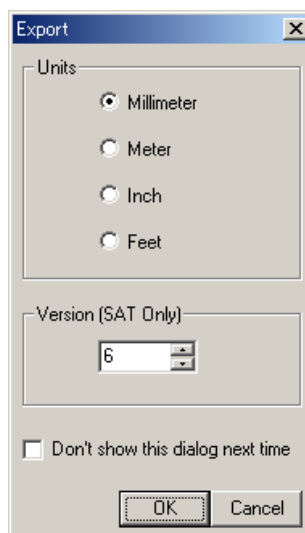 Export
Units
Millimeter
Meter
Inch
Feet
Version (SAT Only)
6
Don't show this dialog next time
OK Cancel